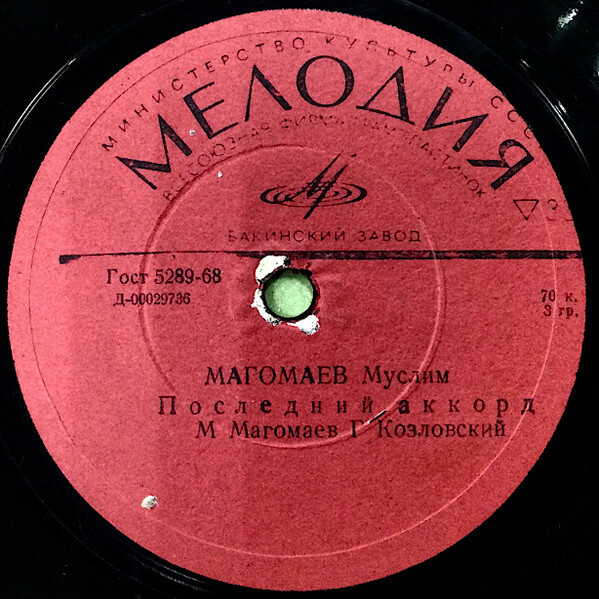 МИНИСТЕРСТВО КУЛЬТУРЫ СССР
МЕЛОДИЯ
ВСЕСОЮЗНАЯ ФИРМА ГРАМПЛАСТИНОК
БАКИНСКИЙ ЗАВОД
Гост 5289-68
Д-00029736
70 к.
3 гр.
МАГОМАЕВ Муслим
Последний аккорд
М Магомаев Г Козловский